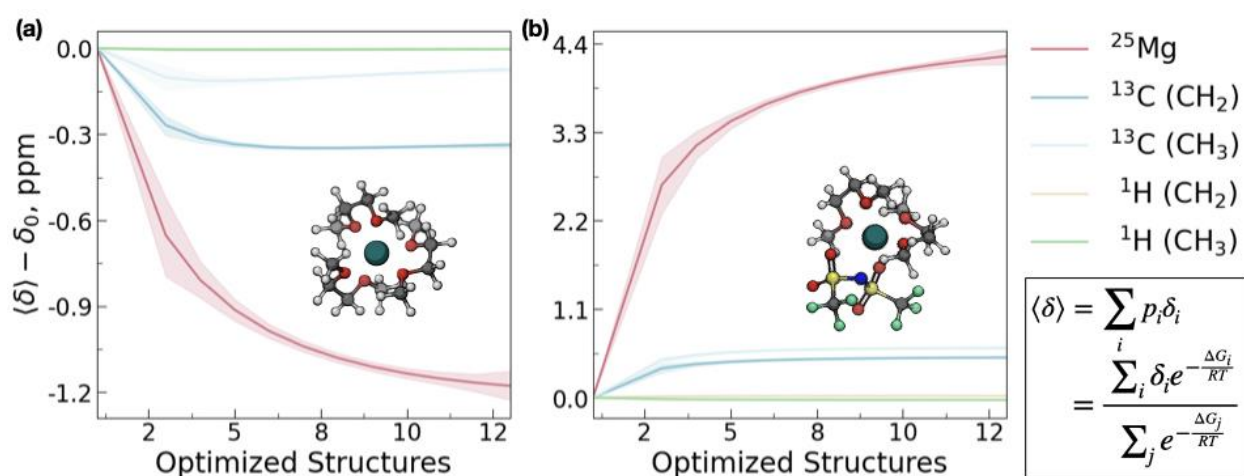 (a)
⟨δ⟩ − δ₀, ppm
0.0
-0.3
-0.6
-0.9
-1.2
2
5
8
10
12
Optimized Structures
(b)
4.4
3.3
2.2
1.1
0.0
2
5
8
10
12
Optimized Structures
²⁵Mg
¹³C (CH₂)
¹³C (CH₃)
¹H (CH₂)
¹H (CH₃)
⟨δ⟩ = ∑ᵢ pᵢδᵢ
= ∑ᵢ δᵢe^(−ΔGᵢ/RT) / ∑ⱼ e^(−ΔGⱼ/RT)